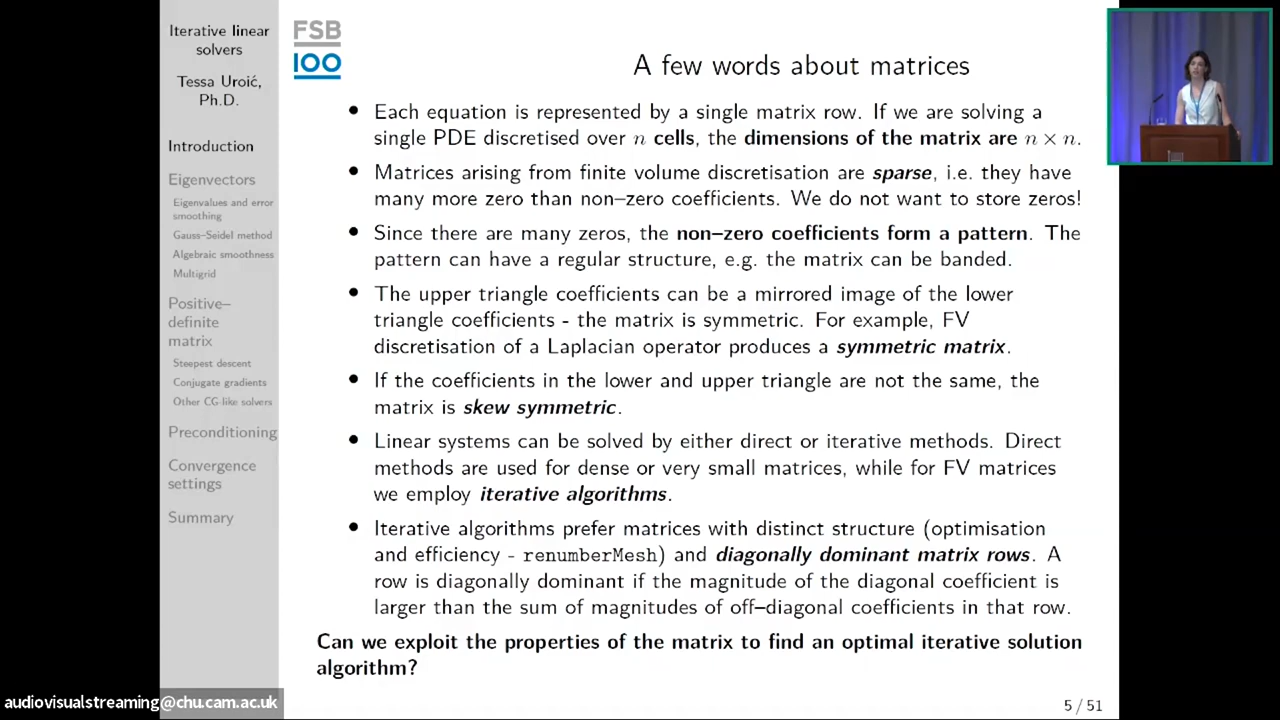 Iterative linear
solvers
Tessa Uroić,
Ph.D.
Introduction
Eigenvectors
Eigenvalues and error
smoothing
Gauss–Seidel method
Algebraic smoothness
Multigrid
Positive–
definite
matrix
Steepest descent
Conjugate gradients
Other CG-like solvers
Preconditioning
Convergence
settings
Summary
FSB
100
A few words about matrices
• Each equation is represented by a single matrix row. If we are solving a
single PDE discretised over n cells, the dimensions of the matrix are n × n.
• Matrices arising from finite volume discretisation are sparse, i.e. they have
many more zero than non–zero coefficients. We do not want to store zeros!
• Since there are many zeros, the non–zero coefficients form a pattern. The
pattern can have a regular structure, e.g. the matrix can be banded.
• The upper triangle coefficients can be a mirrored image of the lower
triangle coefficients - the matrix is symmetric. For example, FV
discretisation of a Laplacian operator produces a symmetric matrix.
• If the coefficients in the lower and upper triangle are not the same, the
matrix is skew symmetric.
• Linear systems can be solved by either direct or iterative methods. Direct
methods are used for dense or very small matrices, while for FV matrices
we employ iterative algorithms.
• Iterative algorithms prefer matrices with distinct structure (optimisation
and efficiency - renumberMesh) and diagonally dominant matrix rows. A
row is diagonally dominant if the magnitude of the diagonal coefficient is
larger than the sum of magnitudes of off–diagonal coefficients in that row.
Can we exploit the properties of the matrix to find an optimal iterative solution
algorithm?
5 / 51
audiovisualstreaming@chu.cam.ac.uk